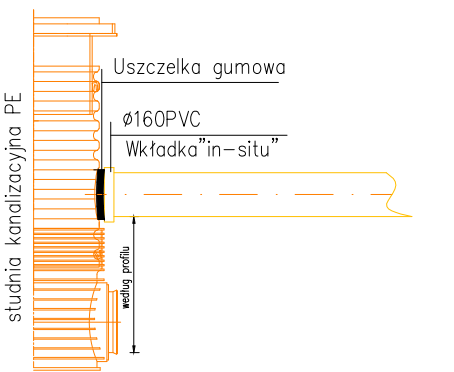 Uszczelka gumowa
Ø160PVC
Wkładka"in-situ"
studnia kanalizacyjna PE
według profilu